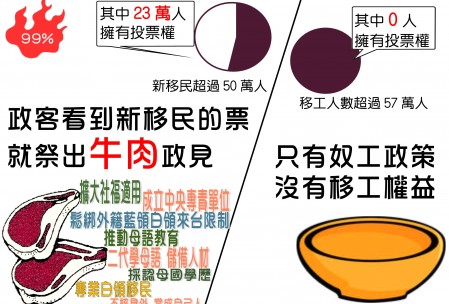 99%
其中 23 萬人
擁有投票權
新移民超過 50 萬人
政客看到新移民的票
就祭出牛肉政見
擴大社福適用
成立中央專責單位
鬆綁外籍藍領白領來台限制
推動母語教育
二代學母語 儲備人材
採認母國學歷
專業白領移民
其中 0 人
擁有投票權
移工人數超過 57 萬人
只有奴工政策
沒有移工權益